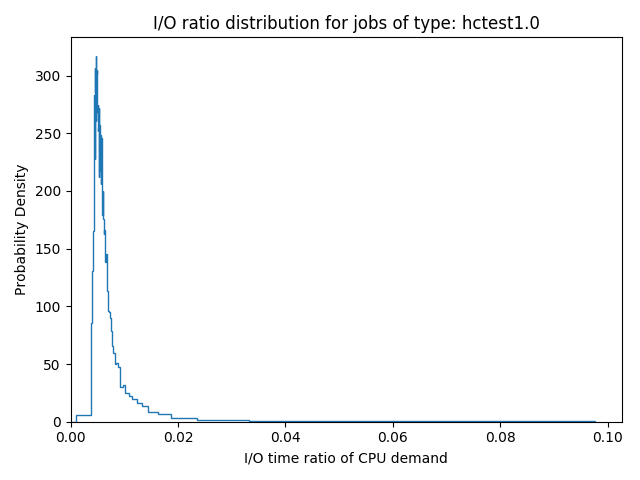 I/O ratio distribution for jobs of type: hctest1.0
Probability Density
300
250
200
150
100
50
0
0.00 0.02 0.04 0.06 0.08 0.10
I/O time ratio of CPU demand